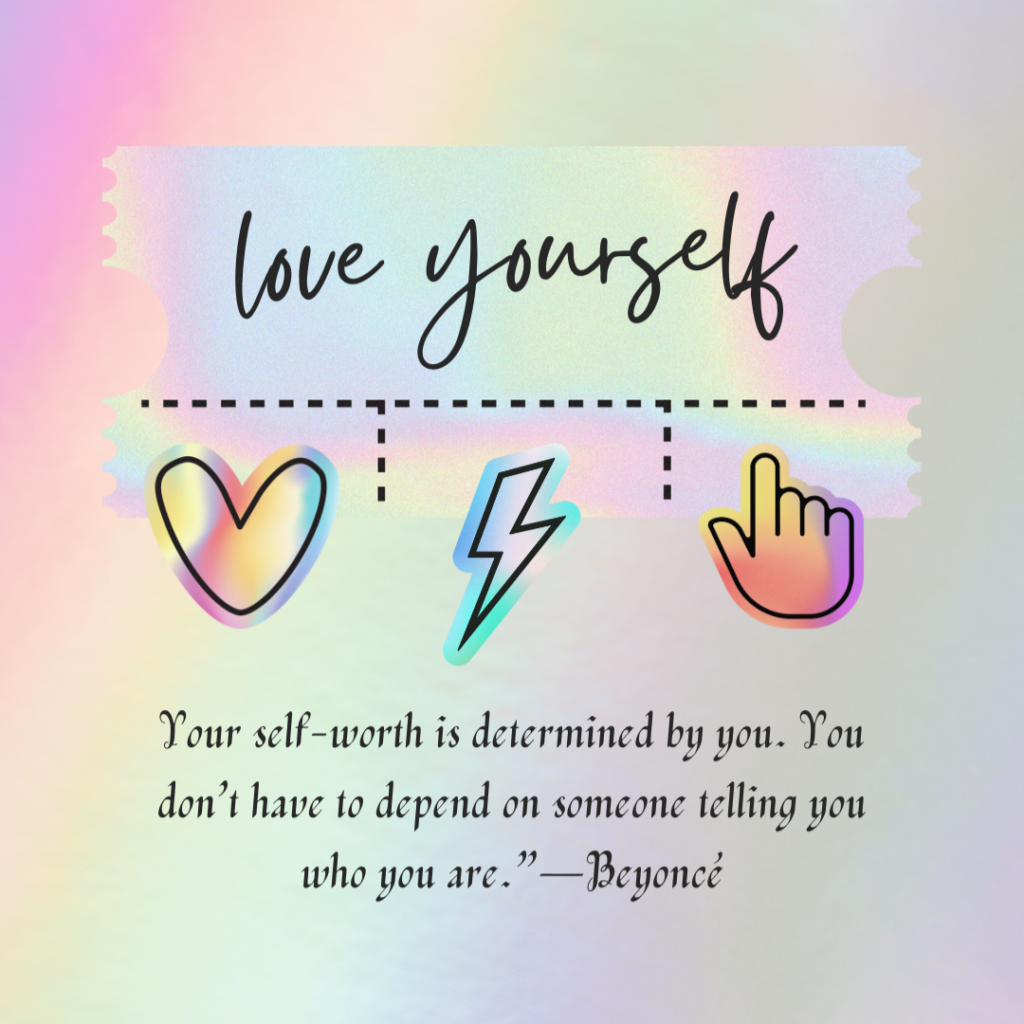 love yourself
Your self-worth is determined by you. You
don’t have to depend on someone telling you
who you are.”—Beyoncé